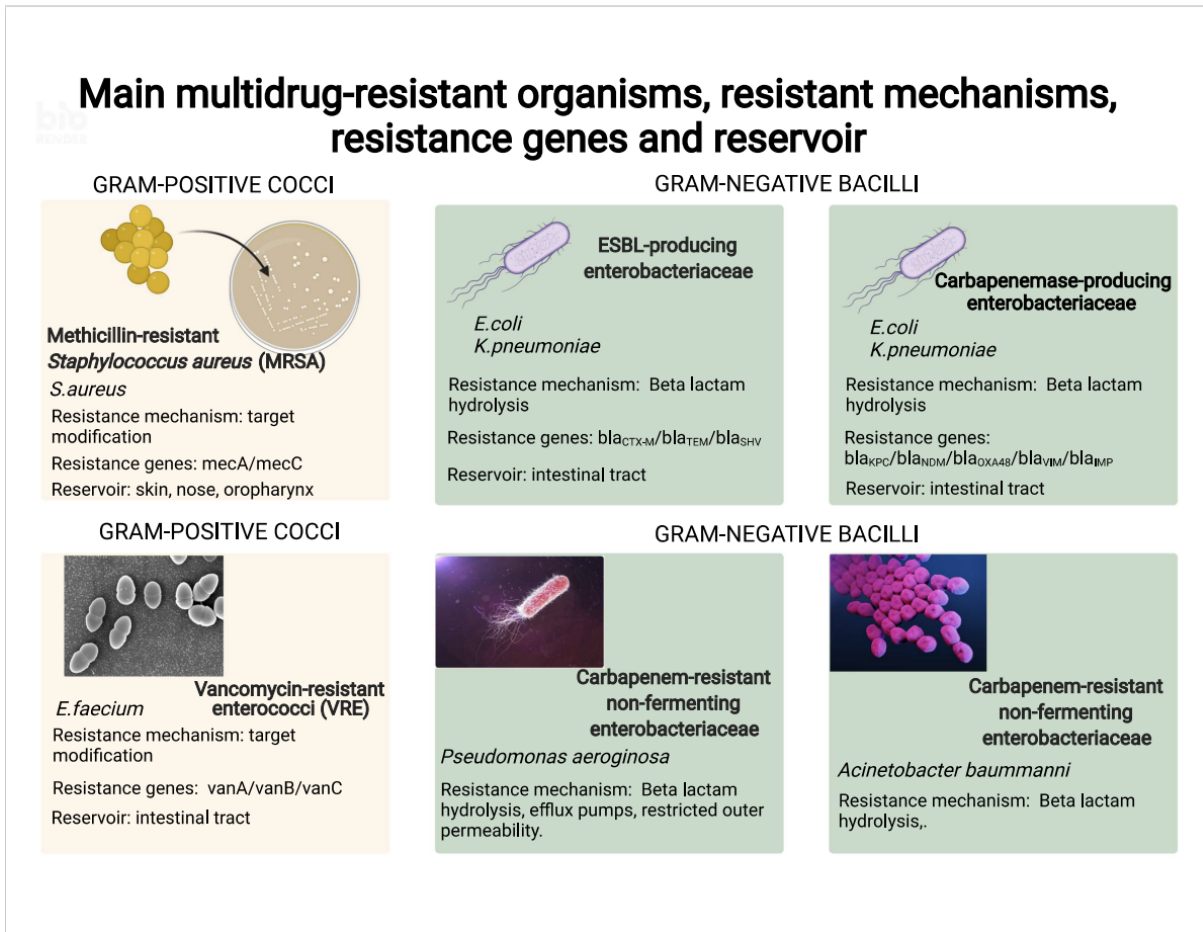 Main multidrug-resistant organisms, resistant mechanisms,
resistance genes and reservoir
bio
RENDER
GRAM-POSITIVE COCCI
Methicillin-resistant
Staphylococcus aureus (MRSA)
S.aureus
Resistance mechanism: target
modification
Resistance genes: mecA/mecC
Reservoir: skin, nose, oropharynx
GRAM-NEGATIVE BACILLI
ESBL-producing
enterobacteriaceae
E.coli
K.pneumoniae
Resistance mechanism: Beta lactam
hydrolysis
Resistance genes: blaCTX-M/blaTEM/blaSHV
Reservoir: intestinal tract
Carbapenemase-producing
enterobacteriaceae
E.coli
K.pneumoniae
Resistance mechanism: Beta lactam
hydrolysis
Resistance genes:
blaKPC/blaNDM/blaOXA48/blaVIM/blaIMP
Reservoir: intestinal tract
GRAM-POSITIVE COCCI
Vancomycin-resistant
enterococci (VRE)
E.faecium
Resistance mechanism: target
modification
Resistance genes: vanA/vanB/vanC
Reservoir: intestinal tract
GRAM-NEGATIVE BACILLI
Carbapenem-resistant
non-fermenting
enterobacteriaceae
Pseudomonas aeroginosa
Resistance mechanism: Beta lactam
hydrolysis, efflux pumps, restricted outer
permeability.
Carbapenem-resistant
non-fermenting
enterobacteriaceae
Acinetobacter baummanni
Resistance mechanism: Beta lactam
hydrolysis,.